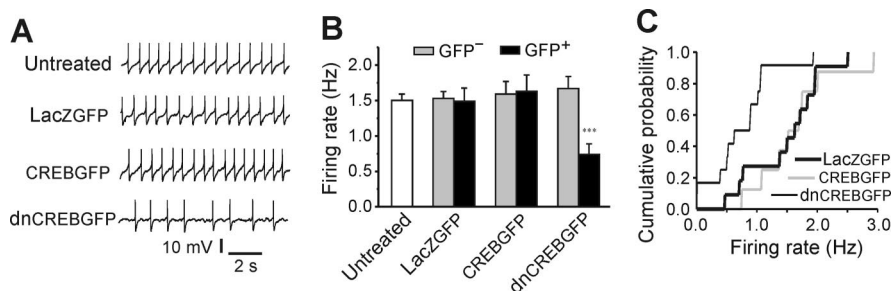 A
Untreated
LacZGFP
CREBGFP
dnCREBGFP
10 mV
2 s
B
GFP⁻ GFP⁺
Firing rate (Hz)
2.0
1.5
1.0
0.5
0.0
***
Untreated
LacZGFP
CREBGFP
dnCREBGFP
C
Cumulative probability
1.0
0.8
0.6
0.4
0.2
0.0
LacZGFP
CREBGFP
dnCREBGFP
0.0 1.0 2.0 3.0
Firing rate (Hz)